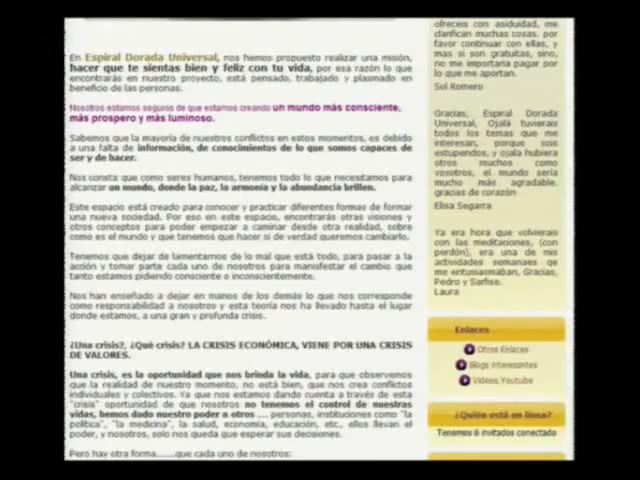 En Espiral Dorada Universal, nos hemos propuesto realizar una misión,
hacer que te sientas bien y feliz con tu vida, por esa razón lo que
encontrarás en nuestro proyecto, está pensado, trabajado y plasmado en
beneficio de las personas.
Nosotros estamos seguros de que estamos creando un mundo más consciente,
más prospero y más luminoso.
Sabemos que la mayoría de nuestros conflictos en estos momentos, es debido
a una falta de información, de conocimientos de lo que somos capaces de
ser y de hacer.
Nos consta que como seres humanos, tenemos todo lo que necesitamos para
alcanzar un mundo, donde la paz, la armonía y la abundancia brillen.
Este espacio está creado para conocer y practicar diferentes formas de formar
una nueva sociedad. Por eso en este espacio, encontrarás otras visiones y
otros conceptos para poder empezar a caminar desde otra realidad, sobre
como es el mundo y que tenemos que hacer si de verdad queremos cambiarlo.
Tenemos que dejar de lamentarnos de lo mal que está todo, para pasar a la
acción y tomar parte cada uno de nosotros para manisfestar el cambio que
tanto estamos pidiendo consciente o inconscientemente.
Nos han enseñado a dejar en manos de los demás lo que nos corresponde
como responsabilidad a nosotros y esta teoría nos ha llevado hasta el lugar
donde estamos, a una gran y profunda crisis.
¿Una crisis?, ¿Qué crisis? LA CRISIS ECONÓMICA, VIENE POR UNA CRISIS
DE VALORES.
Una crisis, es la oportunidad que nos brinda la vida, para que observemos
que la realidad de nuestro momento, no está bien, que nos crea conflictos
individuales y colectivos. Ya que nos estamos dando cuenta a través de esta
"crisis" oportunidad de que nosotros no tenemos el control de nuestras
vidas, hemos dado nuestro poder a otros .... personas, instituciones como "la
política", "la medicina", la salud, economía, educación, etc., ellos llevan el
poder, y nosotros, solo nos queda que esperar sus decisiones.
Pero hay otra forma.......que cada uno de nosotros:
ofreceis con asiduidad, me
clarifican muchas cosas. por
favor continuar con ellas, y
mas si son gratuitas, sino,
no me importaria pagar por
lo que me aportan.
Sol Romero
Gracias, Espiral Dorada
Universal, Ojalá tuvierais
todos los temas que me
interesan, porque sois
estupendos, y ojala hubiera
otros muchos como
vosotros, el mundo sería
mucho más agradable.
gracias de corazón
Elisa Segarra
Ya era hora que volvierais
con las meditaciones, (con
perdón), era una de mis
actividades semanaes qe
me entusiasmaban, Gracias,
Pedro y Sarfise.
Laura
Enlaces
Otros Enlaces
Blogs interesantes
Videos.Youtube
¿Quién está en línea?
Tenemos 6 invitados conectado